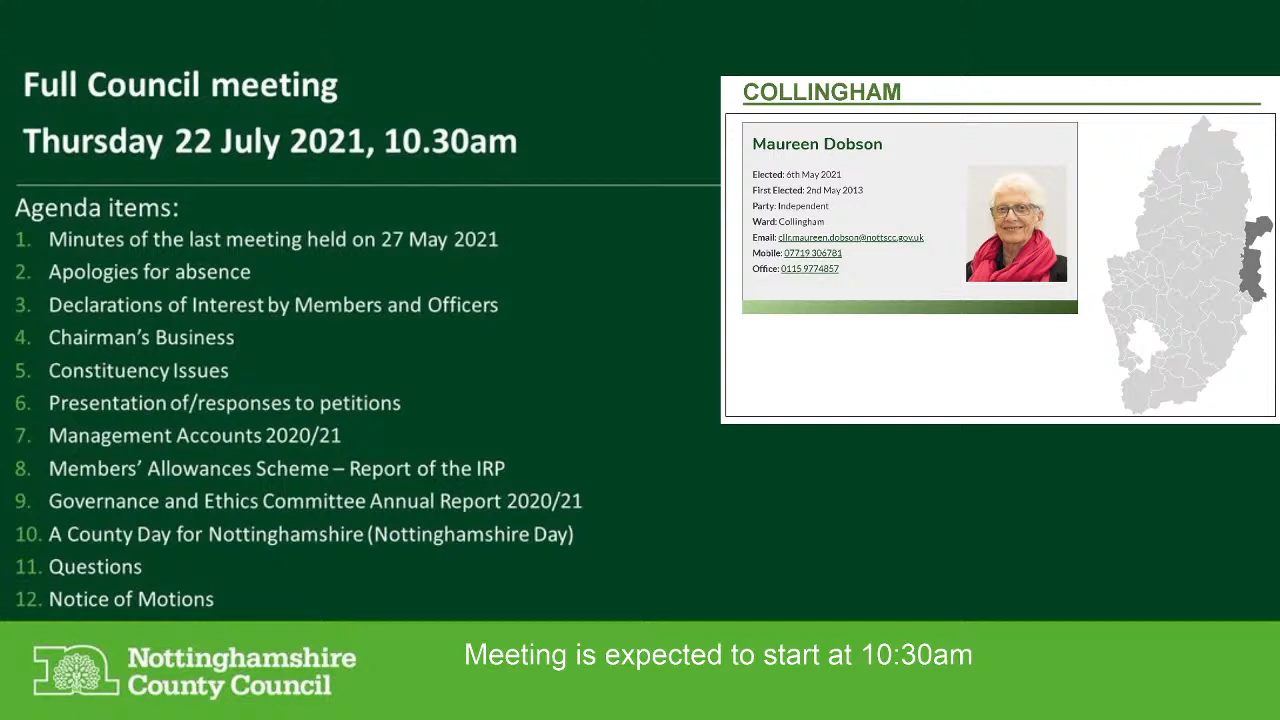 Full Council meeting
Thursday 22 July 2021, 10.30am
Agenda items:
1. Minutes of the last meeting held on 27 May 2021
2. Apologies for absence
3. Declarations of Interest by Members and Officers
4. Chairman's Business
5. Constituency Issues
6. Presentation of/responses to petitions
7. Management Accounts 2020/21
8. Members' Allowances Scheme – Report of the IRP
9. Governance and Ethics Committee Annual Report 2020/21
10. A County Day for Nottinghamshire (Nottinghamshire Day)
11. Questions
12. Notice of Motions
COLLINGHAM
Maureen Dobson
Elected: 6th May 2021
First Elected: 2nd May 2013
Party: Independent
Ward: Collingham
Email: cllr.maureen.dobson@nottscc.gov.uk
Mobile: 07719 306781
Office: 0115 9774857
Nottinghamshire
County Council
Meeting is expected to start at 10:30am